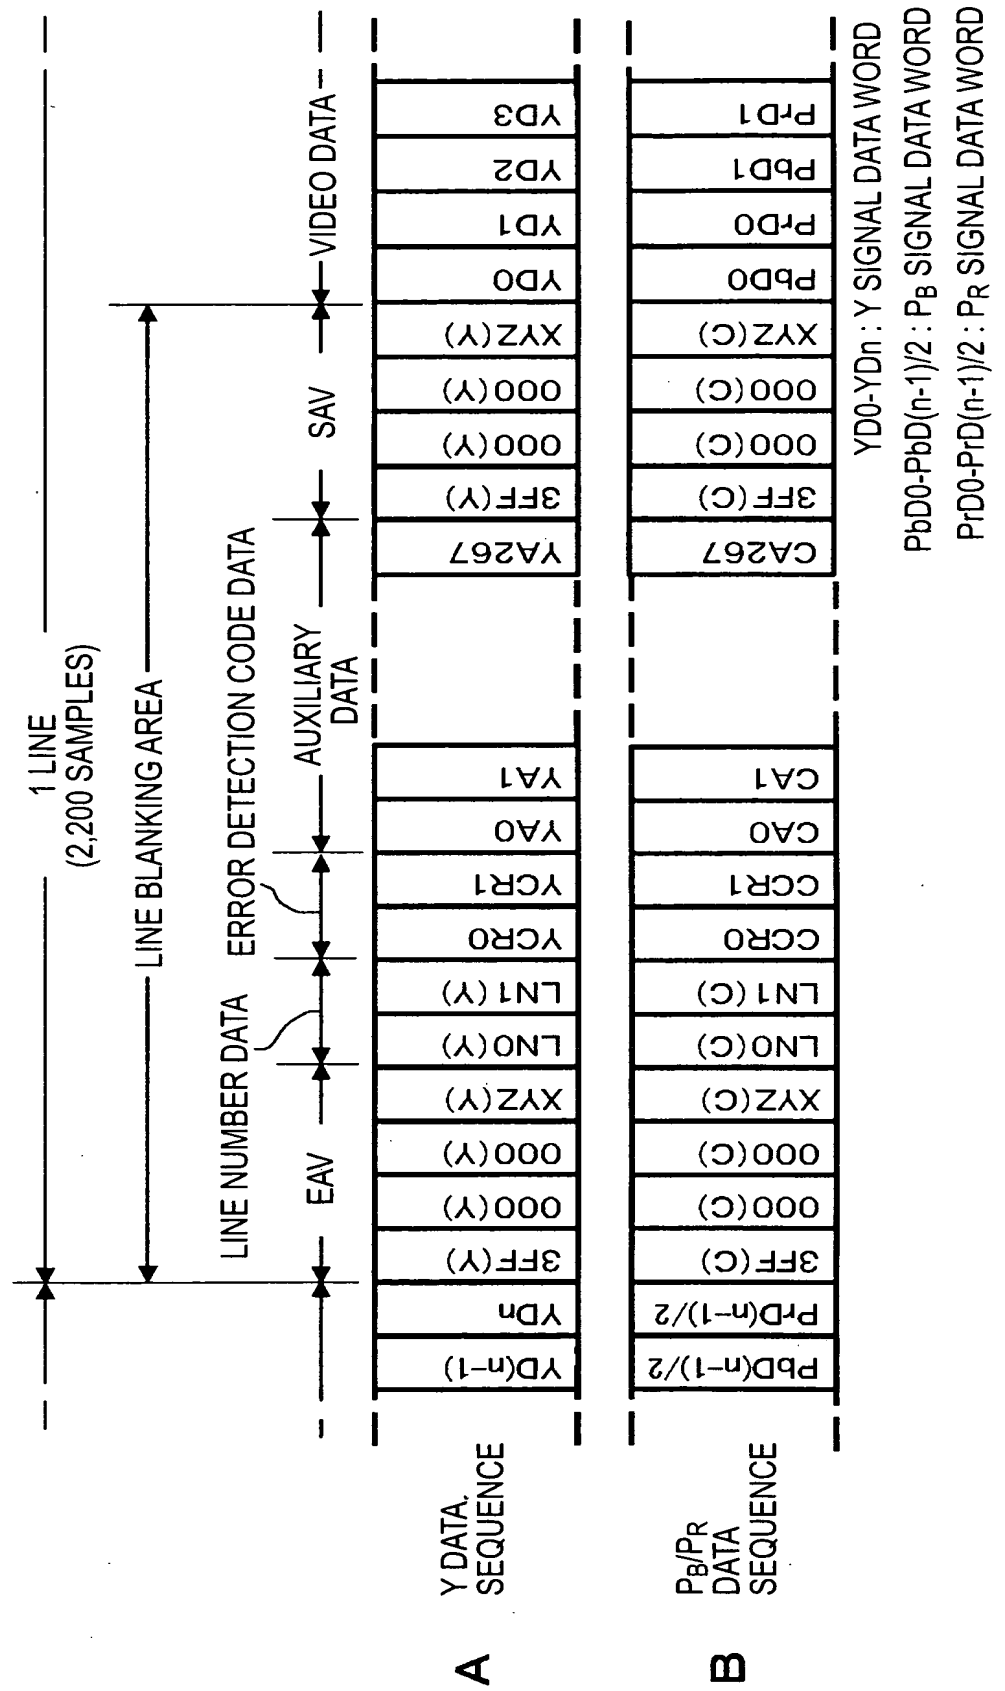 1 LINE
(2,200 SAMPLES)
LINE BLANKING AREA
LINE NUMBER DATA
ERROR DETECTION CODE DATA
EAV
AUXILIARY
DATA
SAV
VIDEO DATA
A
Y DATA
SEQUENCE
YD(n-1)
YDn
3FF(Y)
000(Y)
000(Y)
XYZ(Y)
LN0(Y)
LN1(Y)
YCR0
YCR1
YA0
YA1
YA267
3FF(Y)
000(Y)
000(Y)
XYZ(Y)
YD0
YD1
YD2
YD3
B
PB/PR
DATA
SEQUENCE
PbD(n-1)/2
PrD(n-1)/2
3FF(C)
000(C)
000(C)
XYZ(C)
LN0(C)
LN1(C)
CCR0
CCR1
CA0
CA1
CA267
3FF(C)
000(C)
000(C)
XYZ(C)
PbD0
PrD0
PbD1
PrD1
YD0-YDn : Y SIGNAL DATA WORD
PbD0-PbD(n-1)/2 : PB SIGNAL DATA WORD
PrD0-PrD(n-1)/2 : PR SIGNAL DATA WORD